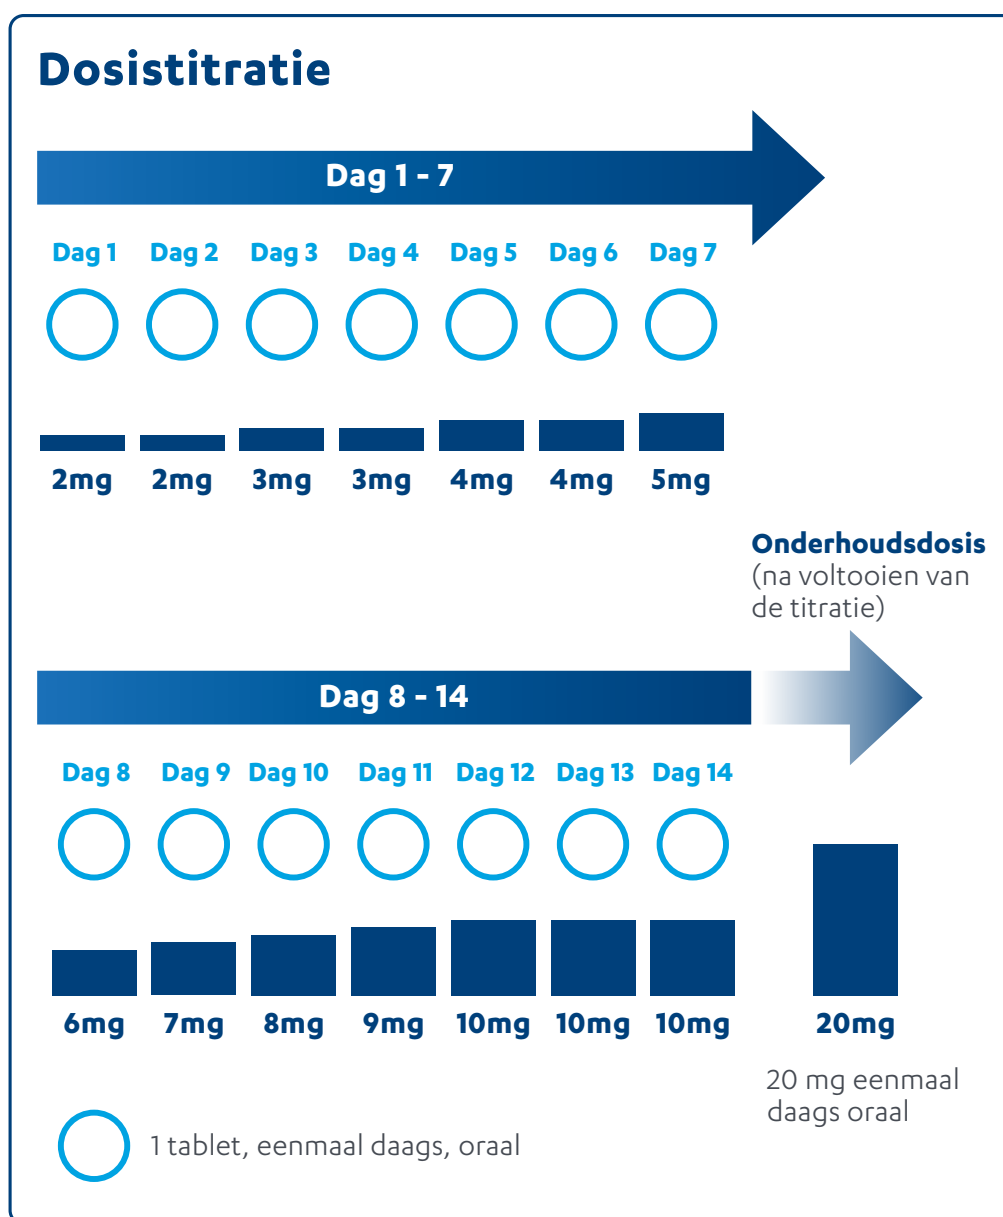 Dosistitratie
Dag 1 - 7
Dag 1 Dag 2 Dag 3 Dag 4 Dag 5 Dag 6 Dag 7
2mg 2mg 3mg 3mg 4mg 4mg 5mg
Onderhoudsdosis
(na voltooien van
de titratie)
Dag 8 - 14
Dag 8 Dag 9 Dag 10 Dag 11 Dag 12 Dag 13 Dag 14
6mg 7mg 8mg 9mg 10mg 10mg 10mg 20mg
20 mg eenmaal
daags oraal
1 tablet, eenmaal daags, oraal